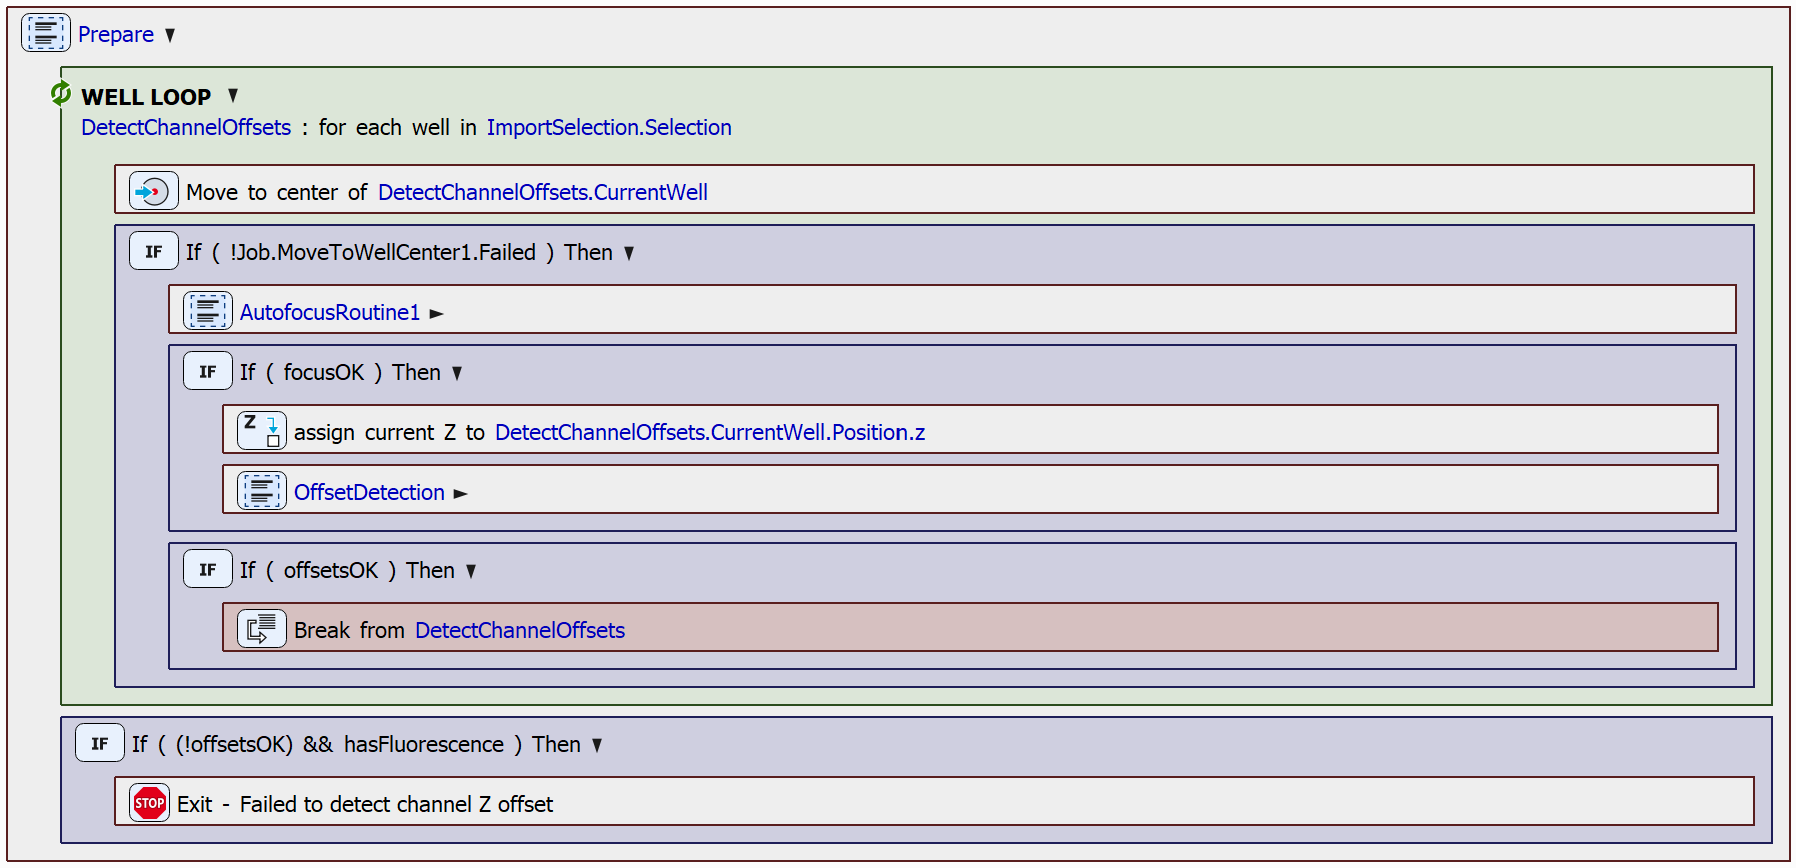 Prepare ▼
WELL LOOP ▼
DetectChannelOffsets : for each well in ImportSelection.Selection
Move to center of DetectChannelOffsets.CurrentWell
IF If ( !Job.MoveToWellCenter1.Failed ) Then ▼
AutofocusRoutine1 ►
IF If ( focusOK ) Then ▼
Z assign current Z to DetectChannelOffsets.CurrentWell.Position.z
OffsetDetection ►
IF If ( offsetsOK ) Then ▼
Break from DetectChannelOffsets
IF If ( (!offsetsOK) && hasFluorescence ) Then ▼
STOP Exit - Failed to detect channel Z offset